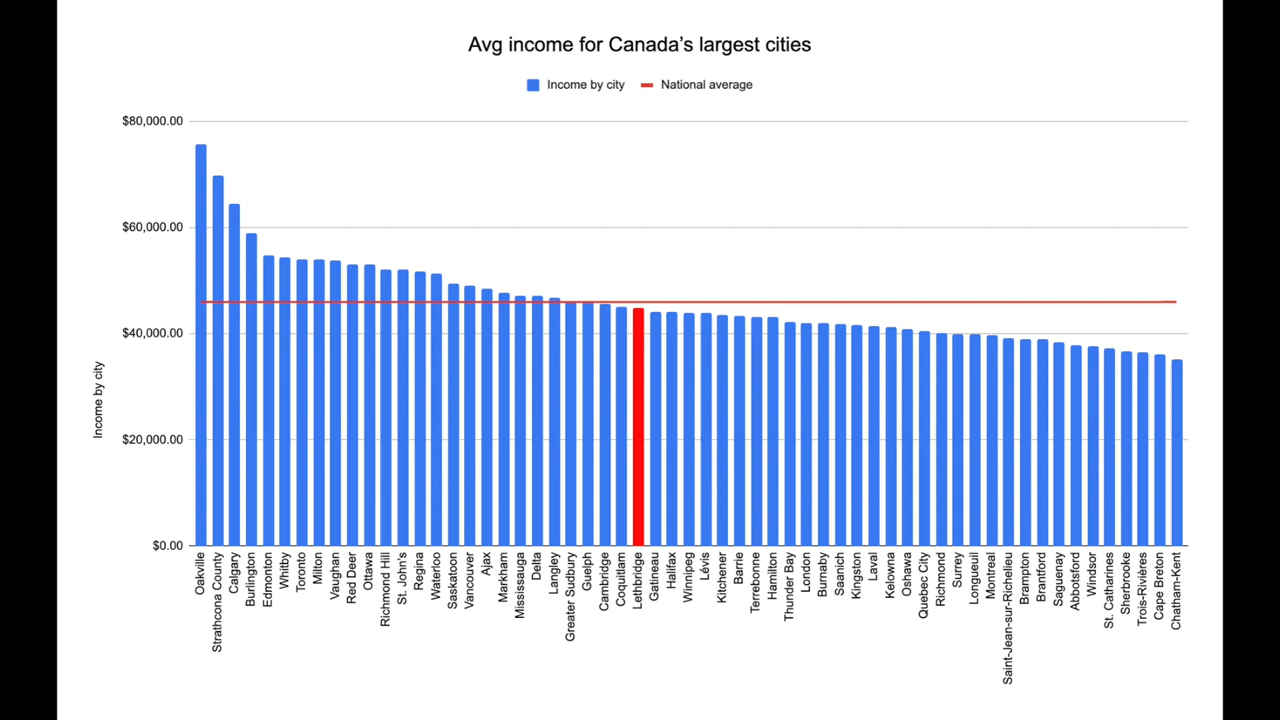 Avg income for Canada's largest cities
Income by city
National average
$80,000.00
$60,000.00
$40,000.00
$20,000.00
$0.00
Income by city
Oakville
Strathcona County
Calgary
Burlington
Edmonton
Whitby
Toronto
Milton
Vaughan
Red Deer
Ottawa
Richmond Hill
St. John's
Regina
Waterloo
Saskatoon
Vancouver
Ajax
Markham
Mississauga
Delta
Langley
Greater Sudbury
Guelph
Cambridge
Coquitlam
Lethbridge
Gatineau
Halifax
Winnipeg
Lévis
Kitchener
Barrie
Terrebonne
Hamilton
Thunder Bay
London
Burnaby
Saanich
Kingston
Laval
Kelowna
Oshawa
Quebec City
Richmond
Surrey
Longueuil
Montreal
Saint-Jean-sur-Richelieu
Brampton
Brantford
Saguenay
Abbotsford
Windsor
St. Catharines
Sherbrooke
Trois-Rivières
Cape Breton
Chatham-Kent